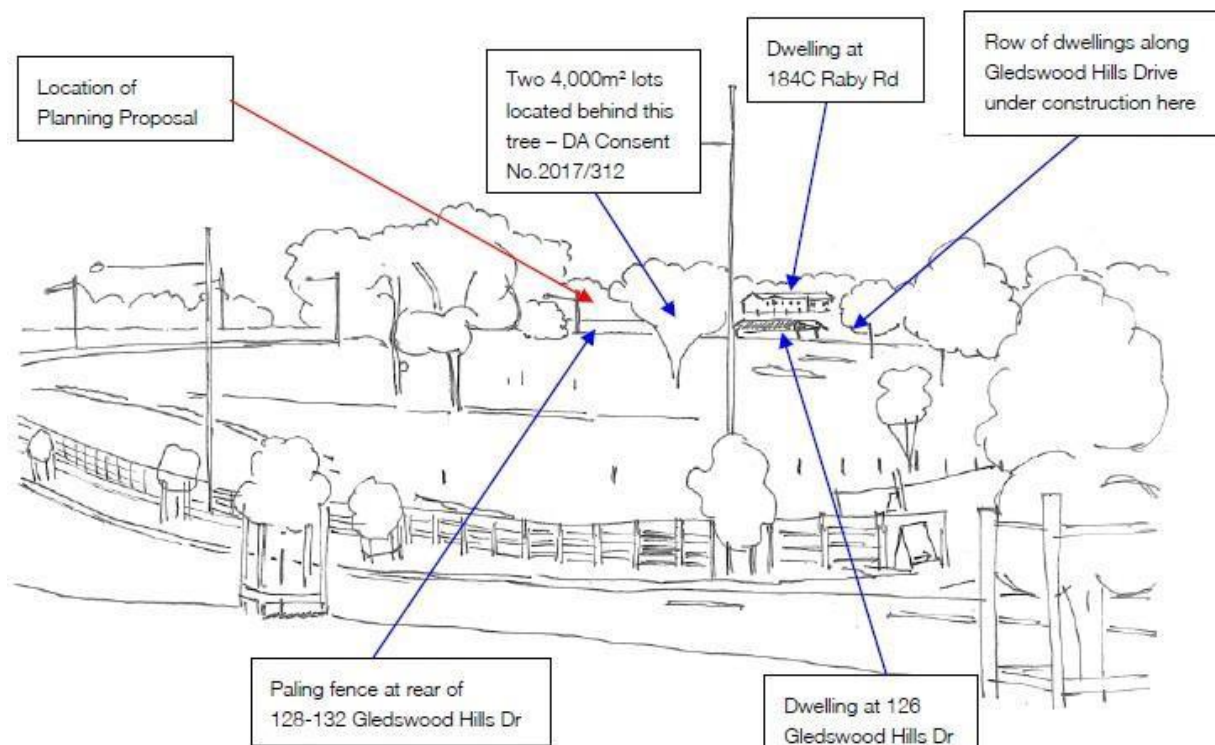 Location of
Planning Proposal
Two 4,000m² lots
located behind this
tree – DA Consent
No.2017/312
Dwelling at
184C Raby Rd
Row of dwellings along
Gledswood Hills Drive
under construction here
Paling fence at rear of
128-132 Gledswood Hills Dr
Dwelling at 126
Gledswood Hills Dr